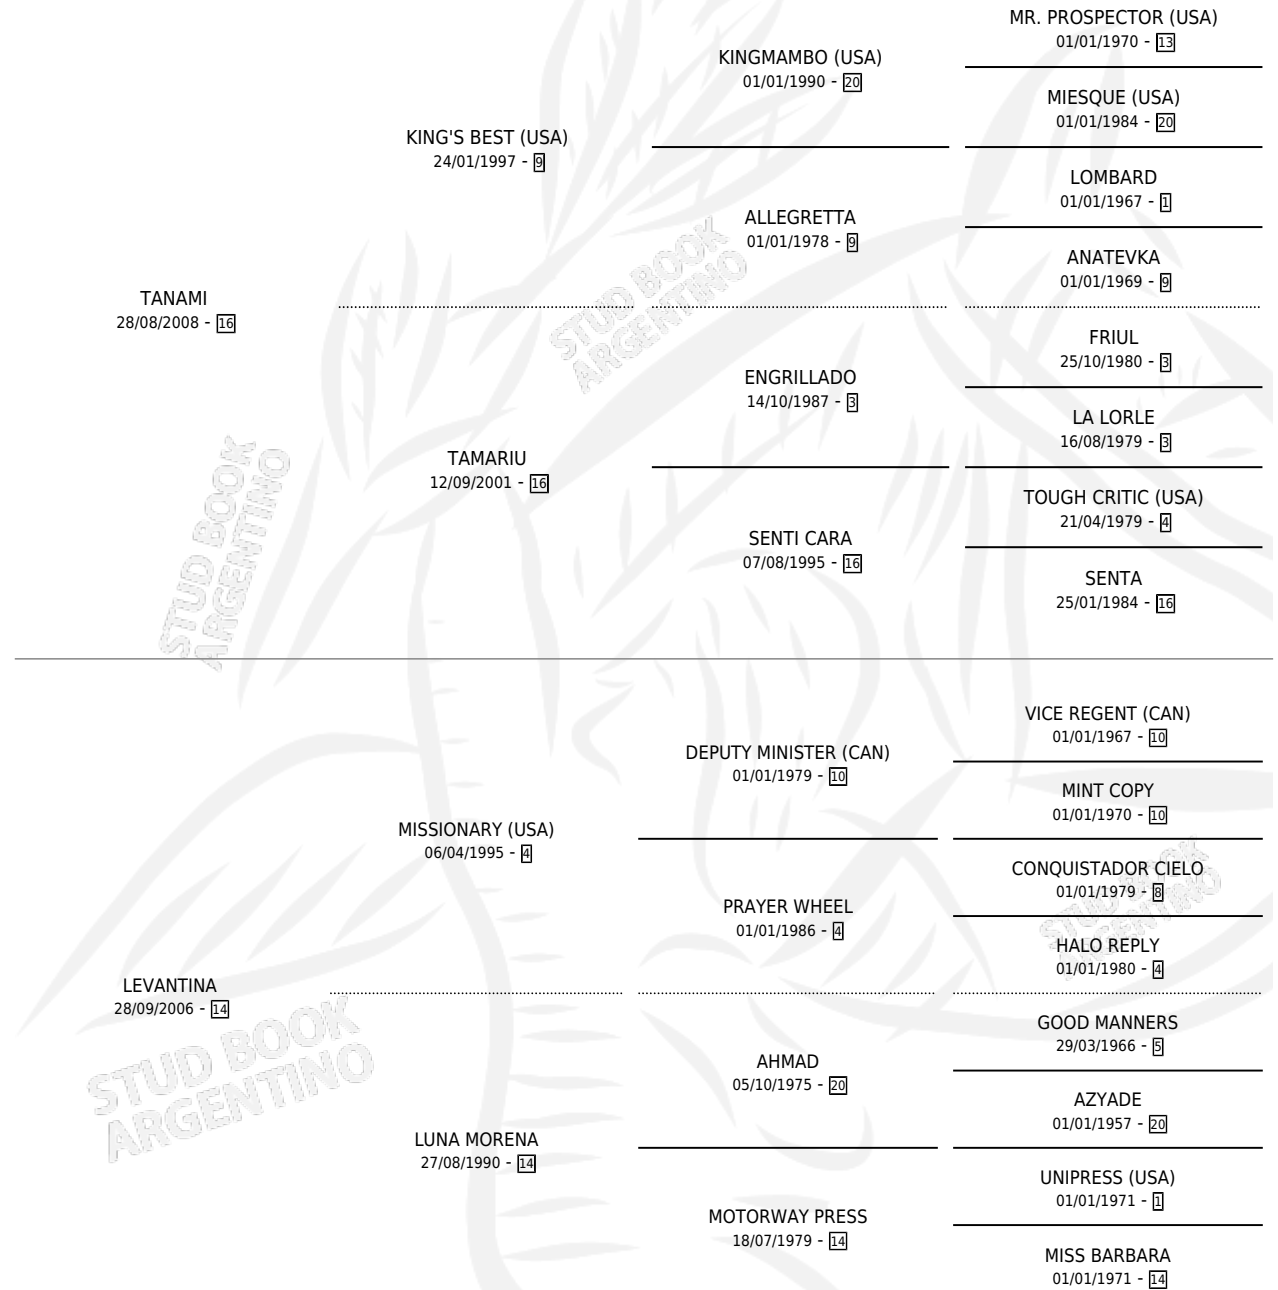 MR. PROSPECTOR (USA)
01/01/1970 - 13
KINGMAMBO (USA)
01/01/1990 - 20
MIESQUE (USA)
01/01/1984 - 20
KING'S BEST (USA)
24/01/1997 - 9
LOMBARD
01/01/1967 - 1
ALLEGRETTA
01/01/1978 - 9
ANATEVKA
01/01/1969 - 9
TANAMI
28/08/2008 - 16
FRIUL
25/10/1980 - 3
ENGRILLADO
14/10/1987 - 3
LA LORLE
16/08/1979 - 3
TAMARIU
12/09/2001 - 16
TOUGH CRITIC (USA)
21/04/1979 - 4
SENTI CARA
07/08/1995 - 16
SENTA
25/01/1984 - 16
VICE REGENT (CAN)
01/01/1967 - 10
DEPUTY MINISTER (CAN)
01/01/1979 - 10
MINT COPY
01/01/1970 - 10
MISSIONARY (USA)
06/04/1995 - 4
CONQUISTADOR CIELO
01/01/1979 - 8
PRAYER WHEEL
01/01/1986 - 4
HALO REPLY
01/01/1980 - 4
LEVANTINA
28/09/2006 - 14
GOOD MANNERS
29/03/1966 - 5
AHMAD
05/10/1975 - 20
AZYADE
01/01/1957 - 20
LUNA MORENA
27/08/1990 - 14
UNIPRESS (USA)
01/01/1971 - 1
MOTORWAY PRESS
18/07/1979 - 14
MISS BARBARA
01/01/1971 - 14
STUD BOOK
ARGENTINO
STUD BOOK
ARGENTINO
STUD BOOK
ARGENTINO
STUD BOOK
ARGENTINO